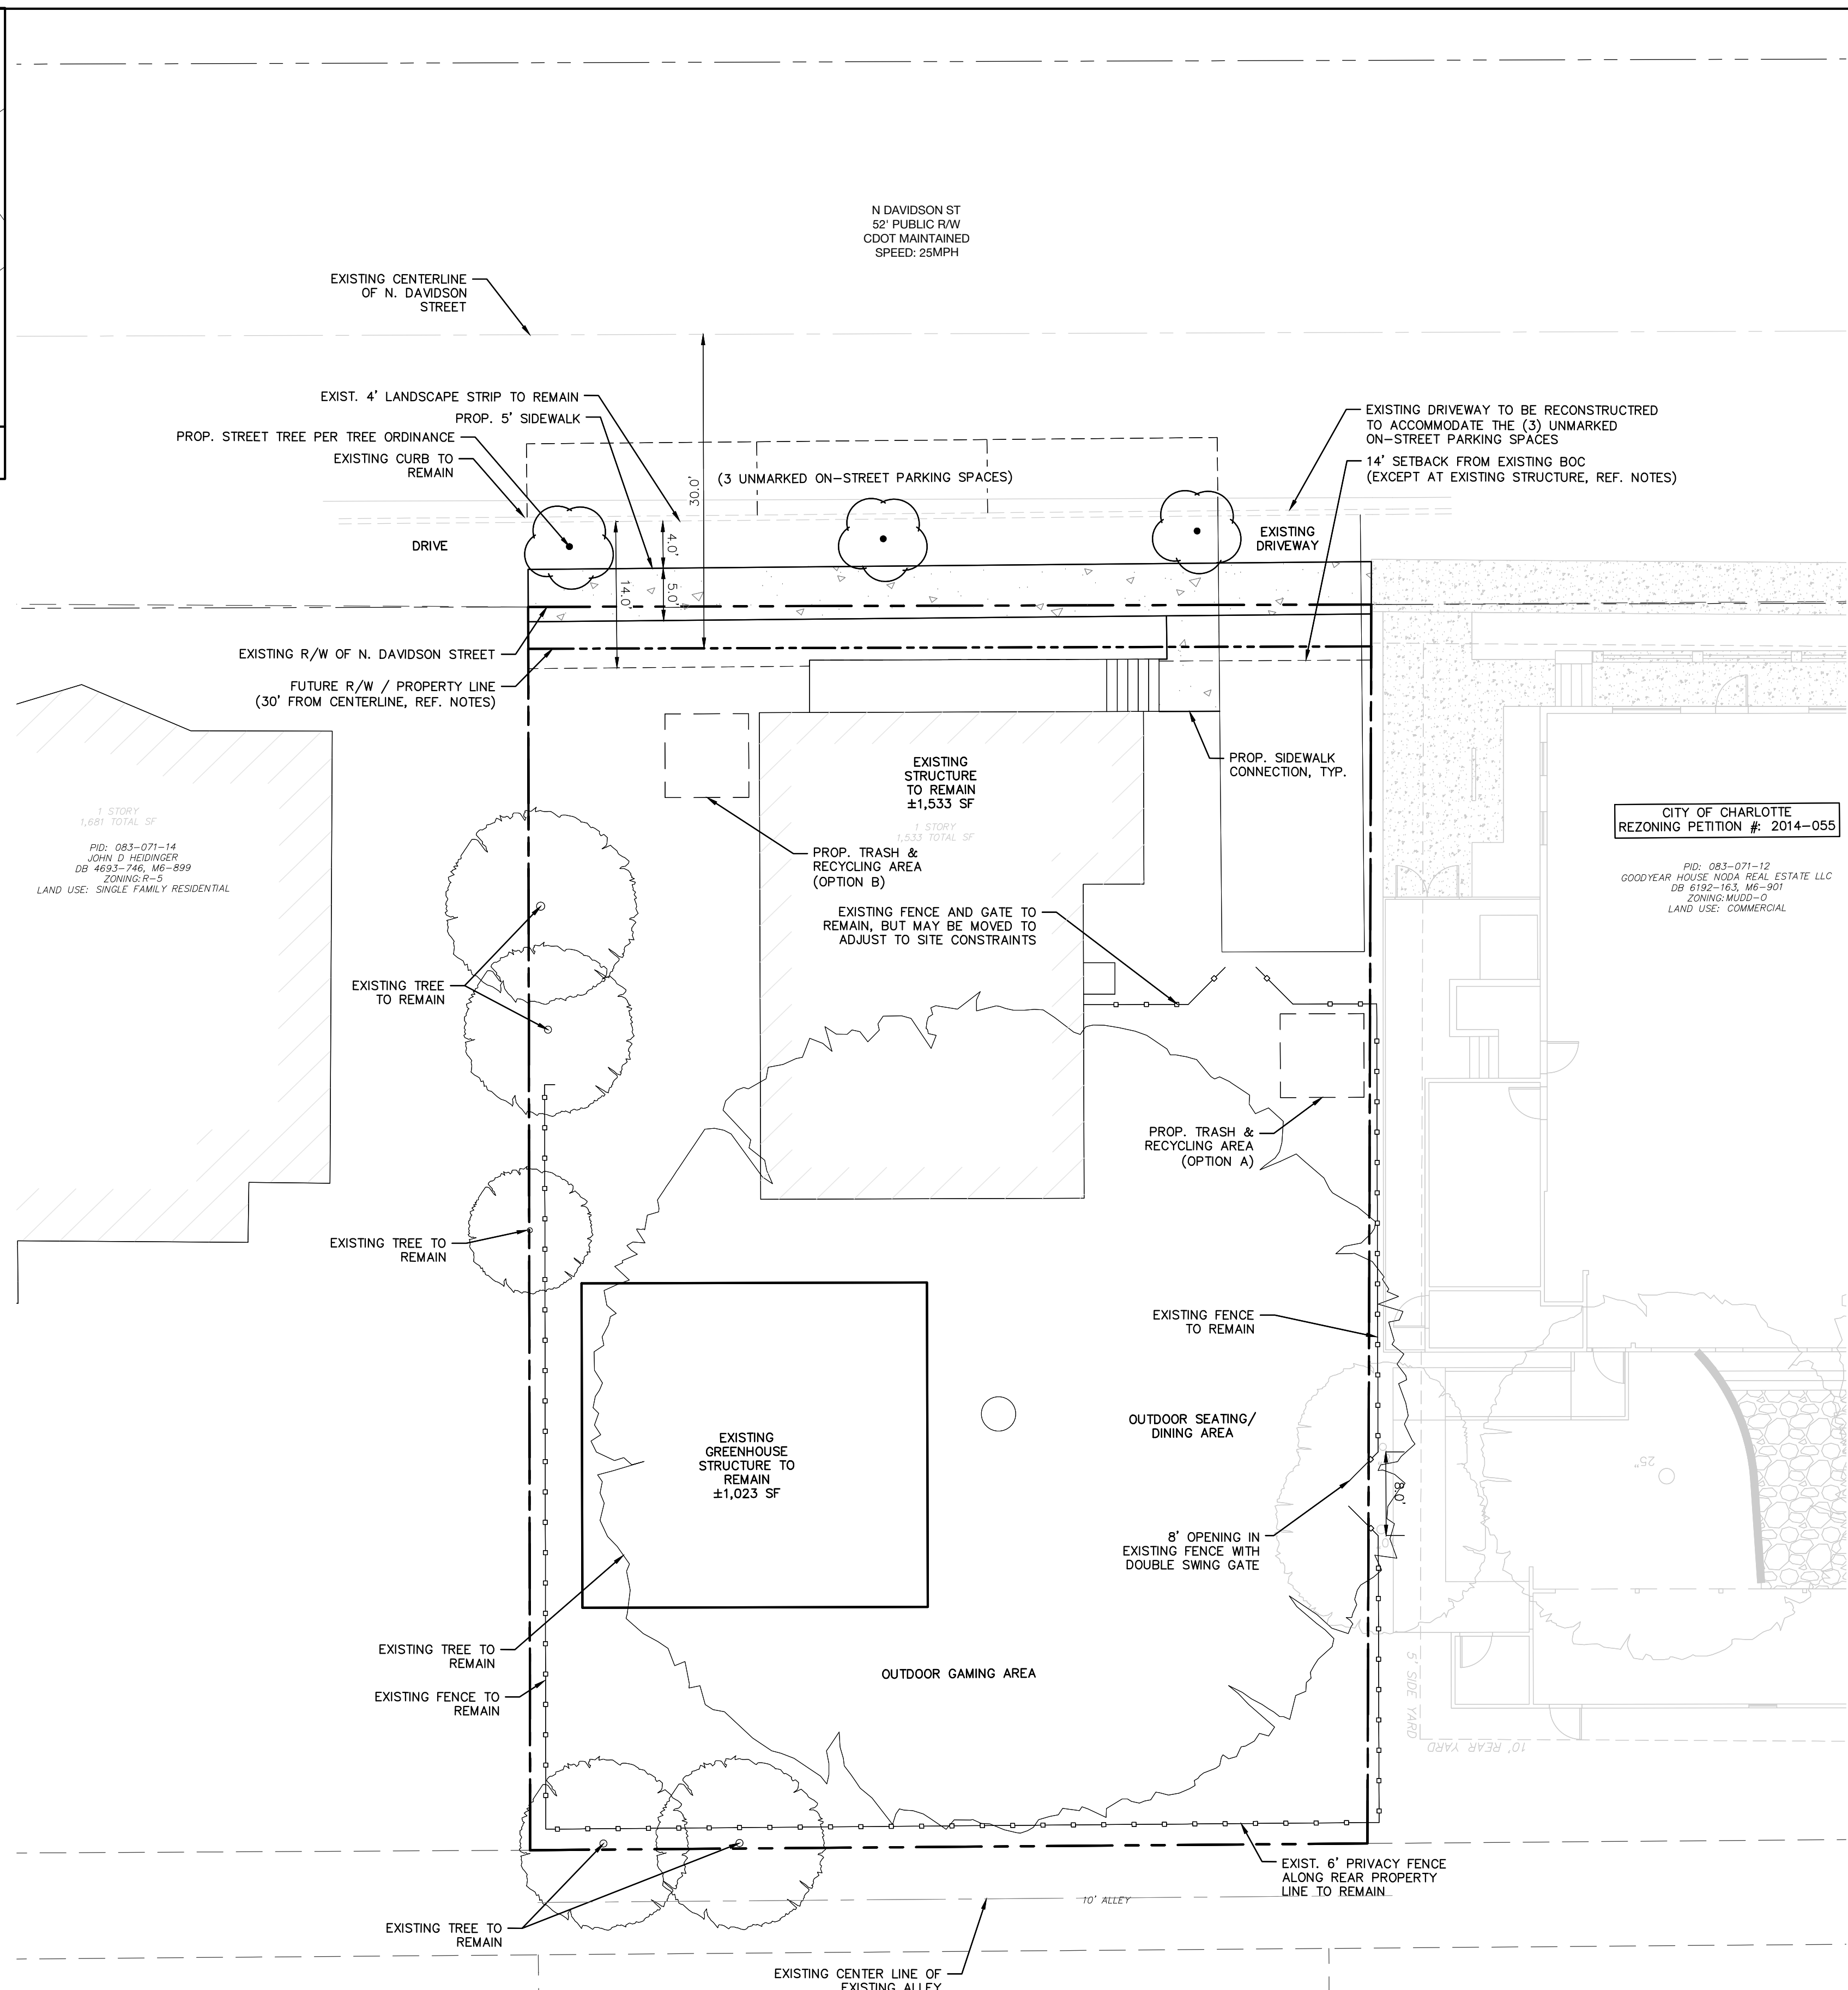 N DAVIDSON ST
52' PUBLIC R/W
CDOT MAINTAINED
SPEED: 25MPH
EXISTING CENTERLINE
OF N. DAVIDSON
STREET
EXIST. 4' LANDSCAPE STRIP TO REMAIN
PROP. 5' SIDEWALK
PROP. STREET TREE PER TREE ORDINANCE
EXISTING CURB TO
REMAIN
30.0'
(3 UNMARKED ON-STREET PARKING SPACES)
EXISTING DRIVEWAY TO BE RECONSTRUCTRED
TO ACCOMMODATE THE (3) UNMARKED
ON-STREET PARKING SPACES
14' SETBACK FROM EXISTING BOC
(EXCEPT AT EXISTING STRUCTURE, REF. NOTES)
DRIVE
4.0'
EXISTING
DRIVEWAY
14.0'
5.0'
EXISTING R/W OF N. DAVIDSON STREET
FUTURE R/W / PROPERTY LINE
(30' FROM CENTERLINE, REF. NOTES)
1 STORY
1,681 TOTAL SF
PID: 083-071-14
JOHN D HEIDINGER
DB 4693-746, M6-899
ZONING: R-5
LAND USE: SINGLE FAMILY RESIDENTIAL
EXISTING
STRUCTURE
TO REMAIN
±1,533 SF
1 STORY
1,533 TOTAL SF
PROP. SIDEWALK
CONNECTION, TYP.
CITY OF CHARLOTTE
REZONING PETITION #: 2014-055
PID: 083-071-12
GOODYEAR HOUSE NODA REAL ESTATE LLC
DB 6192-163, M6-901
ZONING: MUDD-O
LAND USE: COMMERCIAL
PROP. TRASH &
RECYCLING AREA
(OPTION B)
EXISTING FENCE AND GATE TO
REMAIN, BUT MAY BE MOVED TO
ADJUST TO SITE CONSTRAINTS
EXISTING TREE
TO REMAIN
PROP. TRASH &
RECYCLING AREA
(OPTION A)
EXISTING TREE TO
REMAIN
EXISTING FENCE
TO REMAIN
OUTDOOR SEATING/
DINING AREA
EXISTING
GREENHOUSE
STRUCTURE TO
REMAIN
±1,023 SF
25"
8.0'
8' OPENING IN
EXISTING FENCE WITH
DOUBLE SWING GATE
EXISTING TREE TO
REMAIN
OUTDOOR GAMING AREA
EXISTING FENCE TO
REMAIN
5' SIDE YARD
10' REAR YARD
EXIST. 6' PRIVACY FENCE
ALONG REAR PROPERTY
LINE TO REMAIN
10' ALLEY
EXISTING TREE TO
REMAIN
EXISTING CENTER LINE OF
EXISTING ALLEY